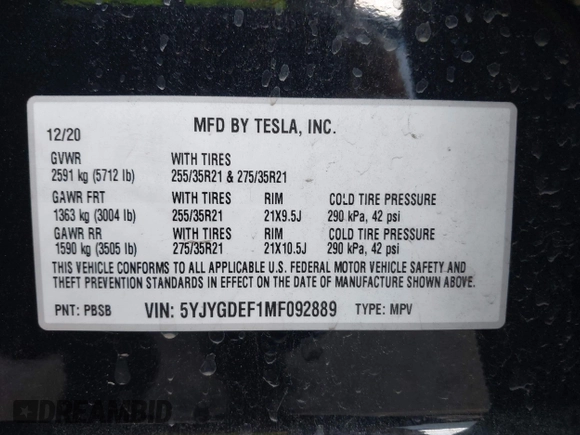 MFD BY TESLA, INC.
12/20
GVWR WITH TIRES
2591 kg (5712 lb) 255/35R21 & 275/35R21
GAWR FRT WITH TIRES RIM COLD TIRE PRESSURE
1363 kg (3004 lb) 255/35R21 21X9.5J 290 kPa, 42 psi
GAWR RR WITH TIRES RIM COLD TIRE PRESSURE
1590 kg (3505 lb) 275/35R21 21X10.5J 290 kPa, 42 psi
THIS VEHICLE CONFORMS TO ALL APPLICABLE U.S. FEDERAL MOTOR VEHICLE SAFETY AND
THEFT PREVENTION STANDARDS IN EFFECT ON THE DATE OF MANUFACTURE SHOWN ABOVE.
PNT: PBSB VIN: 5YJYGDEF1MF092889 TYPE: MPV
DREAMBID